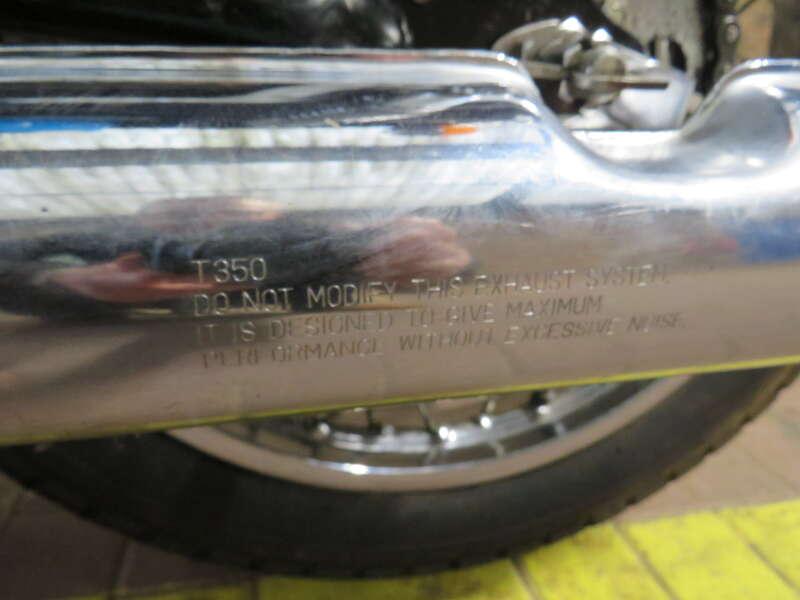 T350
DO NOT MODIFY THIS EXHAUST SYSTEM.
IT IS DESIGNED TO GIVE MAXIMUM
PERFORMANCE WITHOUT EXCESSIVE NOISE.